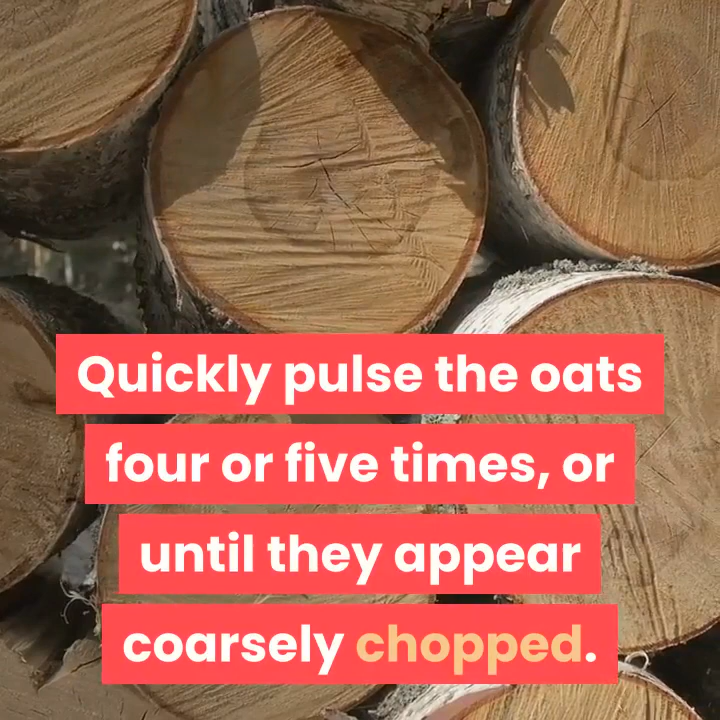 Quickly pulse the oats
four or five times, or
until they appear
coarsely chopped.